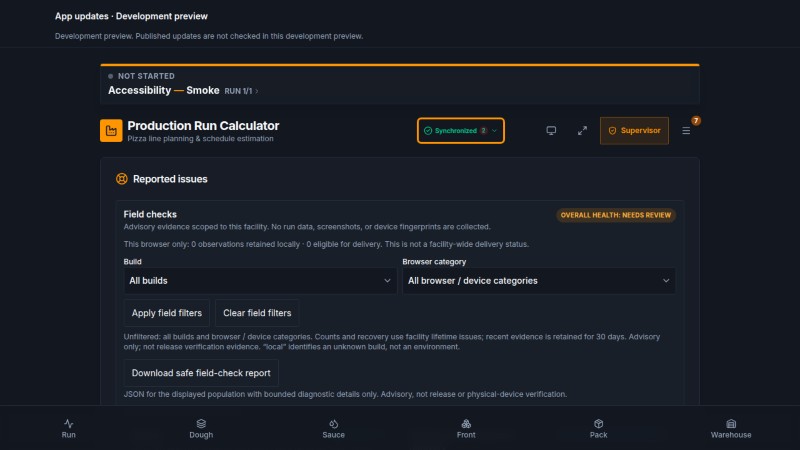 App updates · Development preview
Development preview. Published updates are not checked in this development preview.
NOT STARTED
Accessibility — Smoke RUN 1/1 ›
Production Run Calculator
Pizza line planning & schedule estimation
Synchronized 2
Supervisor
7
Reported issues
Field checks
OVERALL HEALTH: NEEDS REVIEW
Advisory evidence scoped to this facility. No run data, screenshots, or device fingerprints are collected.
This browser only: 0 observations retained locally · 0 eligible for delivery. This is not a facility-wide delivery status.
Build
Browser category
All builds
All browser / device categories
Apply field filters
Clear field filters
Unfiltered: all builds and browser / device categories. Counts and recovery use facility lifetime issues; recent evidence is retained for 30 days. Advisory
only; not release verification evidence. "local" identifies an unknown build, not an environment.
Download safe field-check report
JSON for the displayed population with bounded diagnostic details only. Advisory, not release or physical-device verification.
Run
Dough
Sauce
Front
Pack
Warehouse